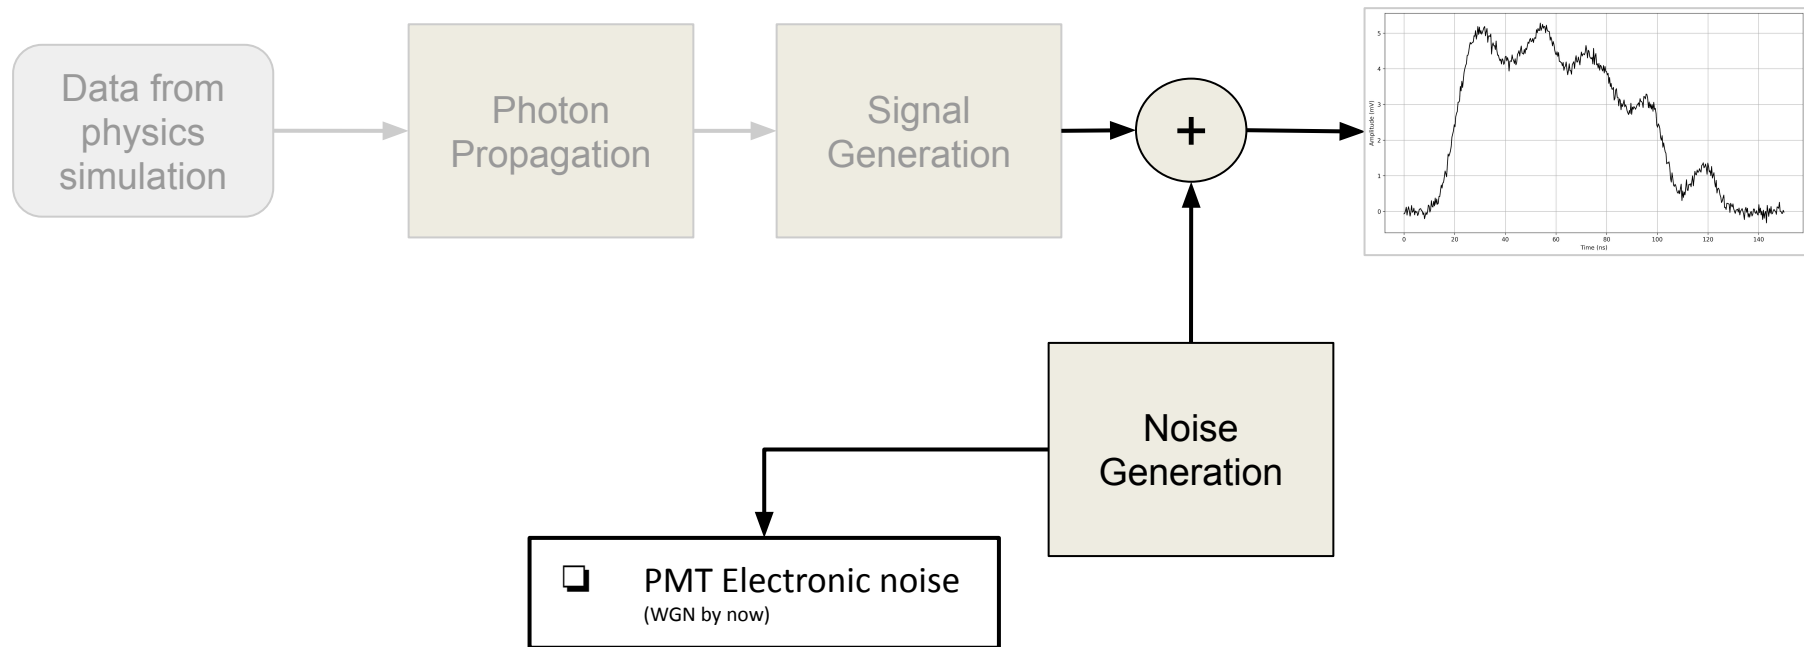 Data from
physics
simulation
Photon
Propagation
Signal
Generation
+
Amplitude (mV)
5
4
3
2
1
0
0 20 40 60 80 100 120 140
Time (ns)
Noise
Generation
❏ PMT Electronic noise
(WGN by now)